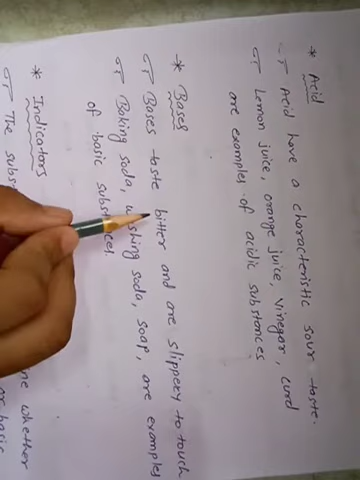 * Acid
→ Acid have a characteristic sour taste.
→ Lemon juice, orange juice, vinegar, curd
are examples of acidic substances
* Bases
→ Bases taste bitter and are slippery to touch
→ Baking soda, washing soda, soap, are examples
of basic substances.
* Indicators
→ The
whether